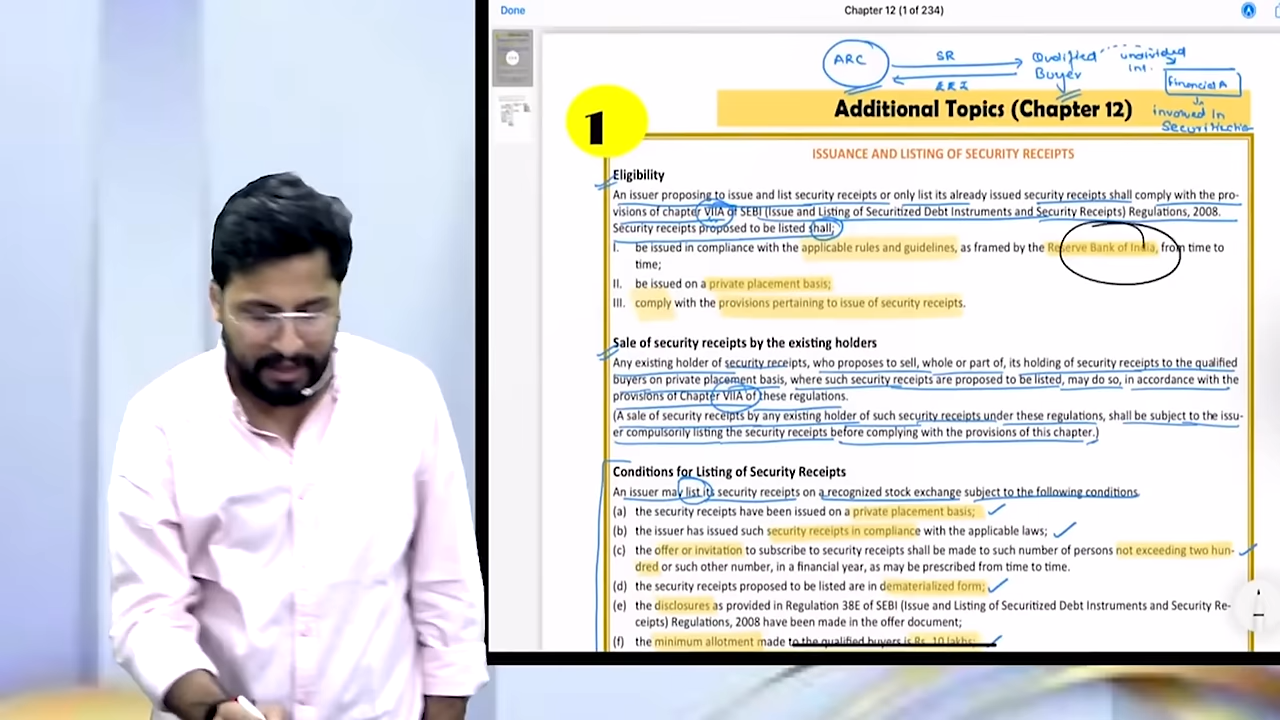 Done
Chapter 12 (1 of 234)
ARC
SR
Qualified
Buyer
undivided
int.
Financial A
involved in
1
Additional Topics (Chapter 12)
ISSUANCE AND LISTING OF SECURITY RECEIPTS
Eligibility
An issuer proposing to issue and list security receipts or only list its already issued security receipts shall comply with the pro-
visions of chapter VIIA of SEBI (Issue and Listing of Securitized Debt Instruments and Security Receipts) Regulations, 2008.
Security receipts proposed to be listed shall;
I. be issued in compliance with the applicable rules and guidelines, as framed by the Reserve Bank of India, from time to
time;
II. be issued on a private placement basis;
III. comply with the provisions pertaining to issue of security receipts.
Sale of security receipts by the existing holders
Any existing holder of security receipts, who proposes to sell, whole or part of, its holding of security receipts to the qualified
buyers on private placement basis, where such security receipts are proposed to be listed, may do so, in accordance with the
provisions of Chapter VIIA of these regulations.
(A sale of security receipts by any existing holder of such security receipts under these regulations, shall be subject to the issu-
er compulsorily listing the security receipts before complying with the provisions of this chapter.)
Conditions for Listing of Security Receipts
An issuer may list its security receipts on a recognized stock exchange subject to the following conditions
(a) the security receipts have been issued on a private placement basis;
(b) the issuer has issued such security receipts in compliance with the applicable laws;
(c) the offer or invitation to subscribe to security receipts shall be made to such number of persons not exceeding two hun-
dred or such other number, in a financial year, as may be prescribed from time to time.
(d) the security receipts proposed to be listed are in dematerialized form;
(e) the disclosures as provided in Regulation 38E of SEBI (Issue and Listing of Securitized Debt Instruments and Security Re-
ceipts) Regulations, 2008 have been made in the offer document;
(f) the minimum allotment made to the qualified buyers is Rs. 10 lakhs;